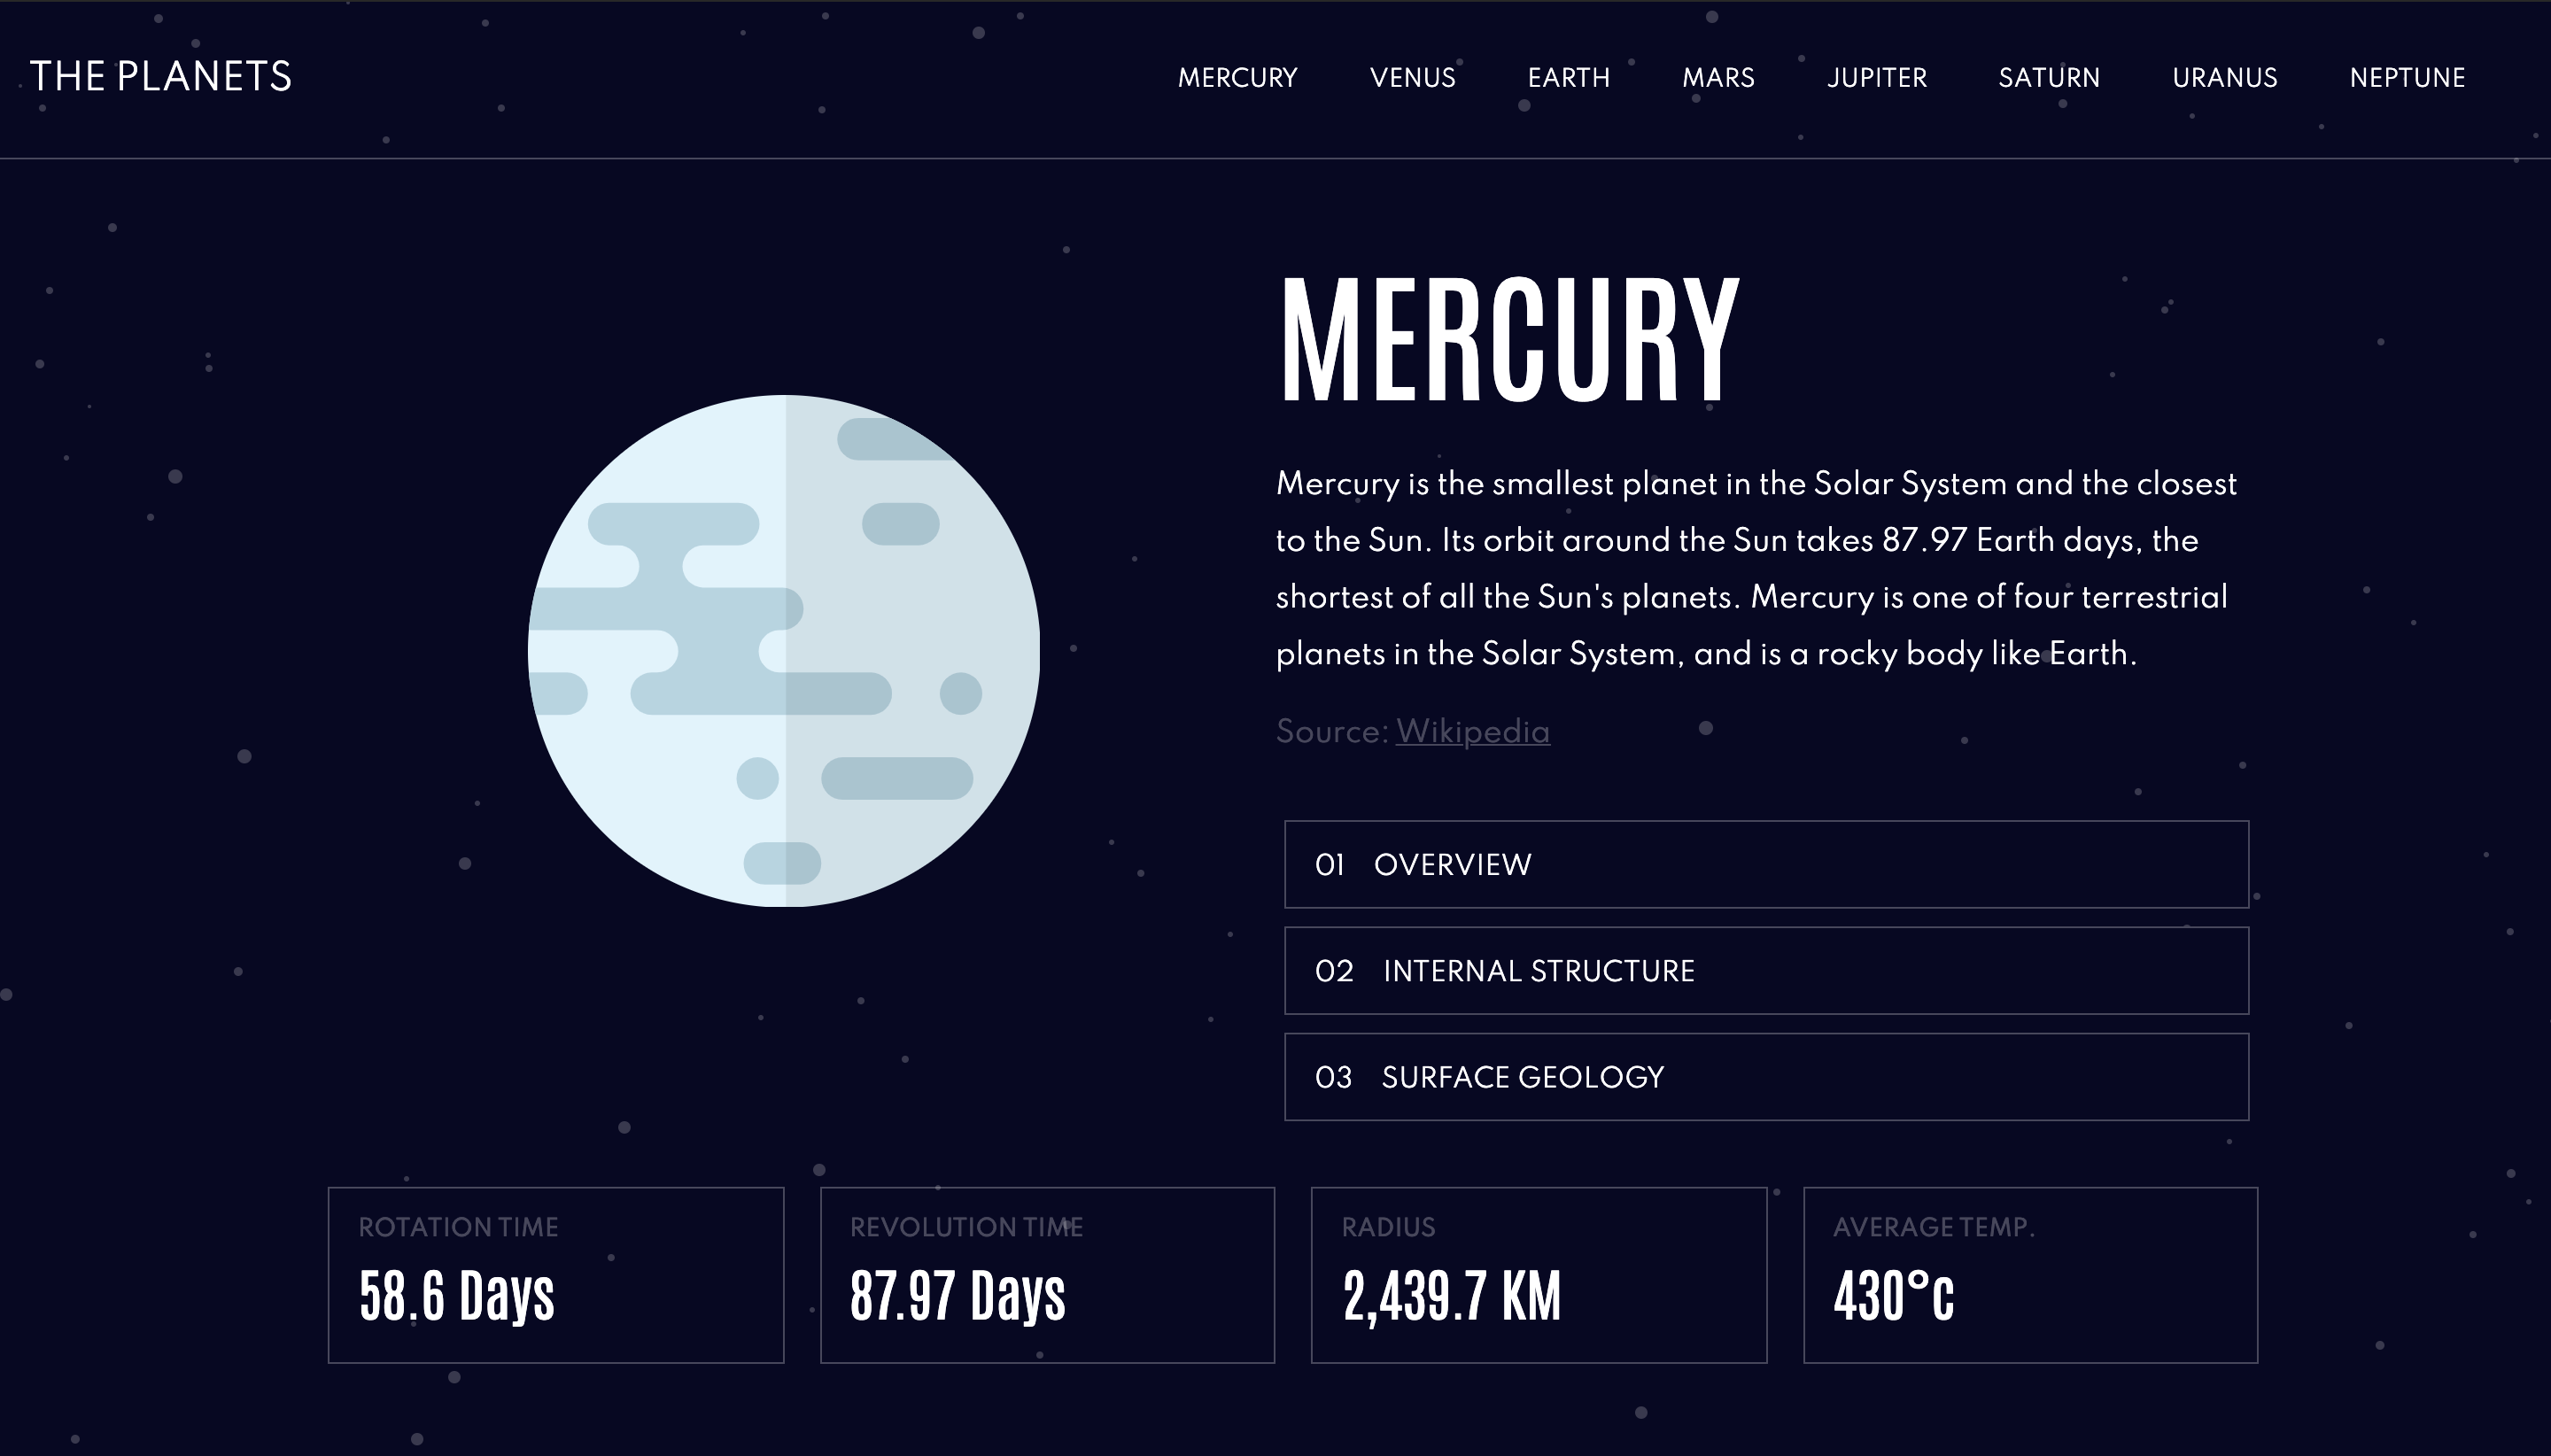 THE PLANETS
MERCURY VENUS EARTH MARS JUPITER SATURN URANUS NEPTUNE
MERCURY
Mercury is the smallest planet in the Solar System and the closest
to the Sun. Its orbit around the Sun takes 87.97 Earth days, the
shortest of all the Sun's planets. Mercury is one of four terrestrial
planets in the Solar System, and is a rocky body like Earth.
Source: Wikipedia
01 OVERVIEW
02 INTERNAL STRUCTURE
03 SURFACE GEOLOGY
ROTATION TIME
58.6 Days
REVOLUTION TIME
87.97 Days
RADIUS
2,439.7 KM
AVERAGE TEMP.
430°c